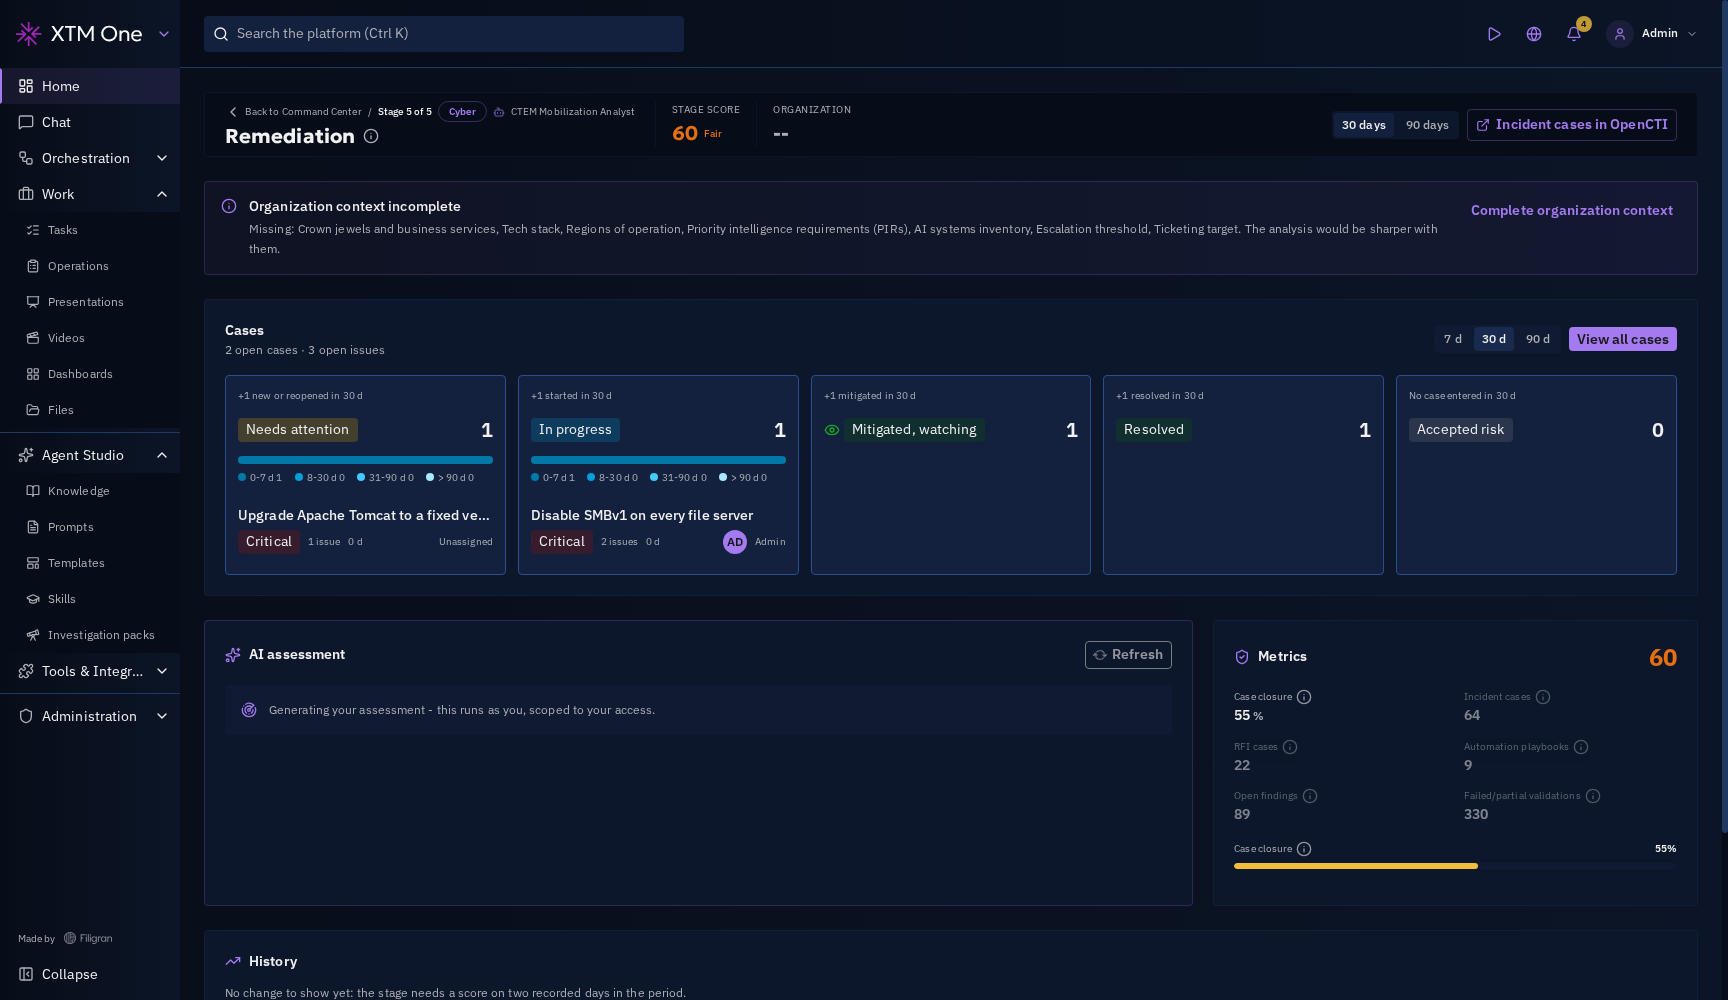 XTM One
Search the platform (Ctrl K)
4
Admin
Home
Chat
Orchestration
Work
Tasks
Operations
Presentations
Videos
Dashboards
Files
Agent Studio
Knowledge
Prompts
Templates
Skills
Investigation packs
Tools & Integr...
Administration
Made by Filigran
Collapse
Back to Command Center / Stage 5 of 5 Cyber CTEM Mobilization Analyst
Remediation
STAGE SCORE
60 Fair
ORGANIZATION
--
30 days 90 days
Incident cases in OpenCTI
Organization context incomplete
Missing: Crown jewels and business services, Tech stack, Regions of operation, Priority intelligence requirements (PIRs), AI systems inventory, Escalation threshold, Ticketing target. The analysis would be sharper with
them.
Complete organization context
Cases
2 open cases · 3 open issues
7 d 30 d 90 d
View all cases
+1 new or reopened in 30 d
Needs attention 1
0-7 d 1 8-30 d 0 31-90 d 0 > 90 d 0
Upgrade Apache Tomcat to a fixed ve...
Critical 1 issue 0 d Unassigned
+1 started in 30 d
In progress 1
0-7 d 1 8-30 d 0 31-90 d 0 > 90 d 0
Disable SMBv1 on every file server
Critical 2 issues 0 d AD Admin
+1 mitigated in 30 d
Mitigated, watching 1
+1 resolved in 30 d
Resolved 1
No case entered in 30 d
Accepted risk 0
AI assessment
Refresh
Generating your assessment - this runs as you, scoped to your access.
Metrics 60
Case closure
55 %
Incident cases
64
RFI cases
22
Automation playbooks
9
Open findings
89
Failed/partial validations
330
Case closure 55%
History
No change to show yet: the stage needs a score on two recorded days in the period.